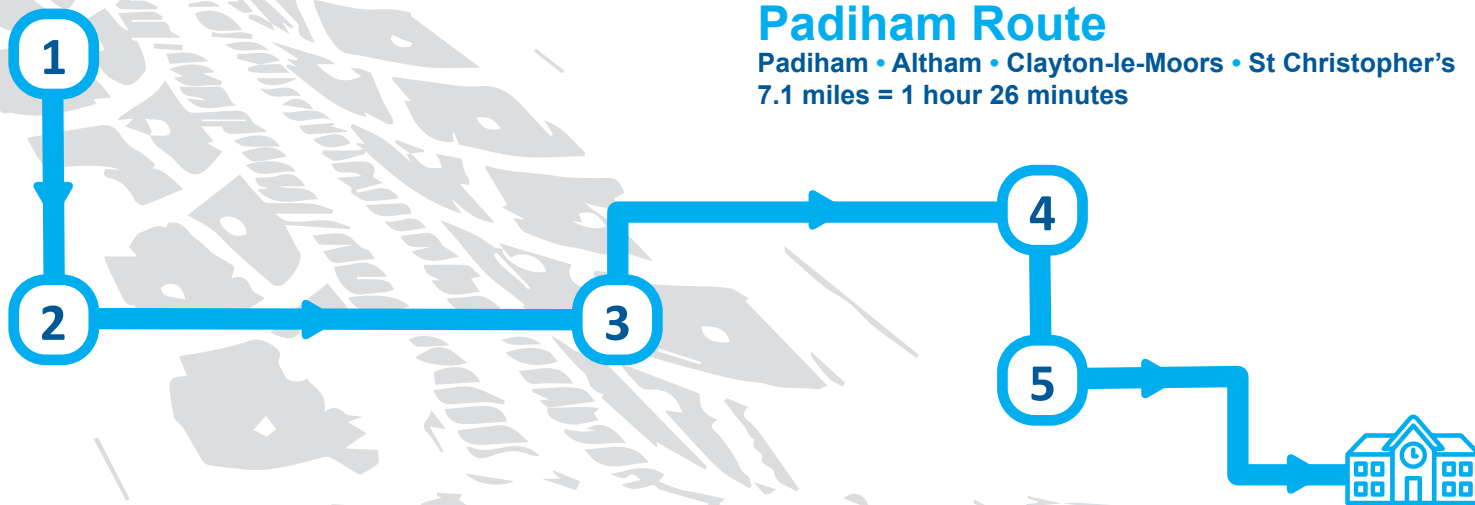 Padiham Route
Padiham • Altham • Clayton-le-Moors • St Christopher's
7.1 miles = 1 hour 26 minutes
1
2
3
4
5